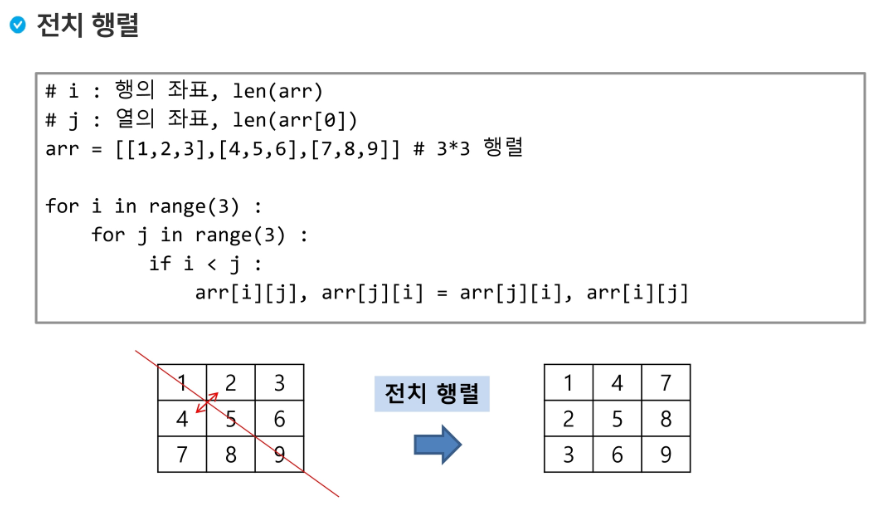 전치 행렬
# i : 행의 좌표, len(arr)
# j : 열의 좌표, len(arr[0])
arr = [[1,2,3],[4,5,6],[7,8,9]] # 3*3 행렬
for i in range(3) :
    for j in range(3) :
         if i < j :
             arr[i][j], arr[j][i] = arr[j][i], arr[i][j]
1 2 3
4 5 6
7 8 9
전치 행렬
1 4 7
2 5 8
3 6 9